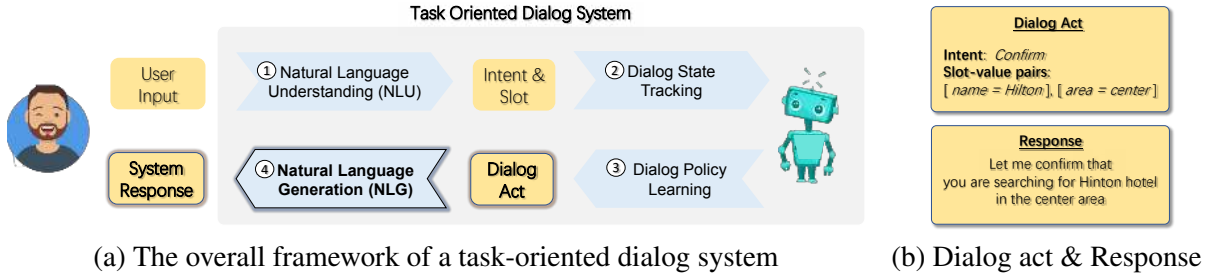 Task Oriented Dialog System
User
Input
① Natural Language
Understanding (NLU)
Intent &
Slot
② Dialog State
Tracking
System
Response
④ Natural Language
Generation (NLG)
Dialog
Act
③ Dialog Policy
Learning
(a) The overall framework of a task-oriented dialog system
Dialog Act
Intent: Confirm
Slot-value pairs:
[ name = Hilton ], [ area = center ]
Response
Let me confirm that
you are searching for Hinton hotel
in the center area
(b) Dialog act & Response